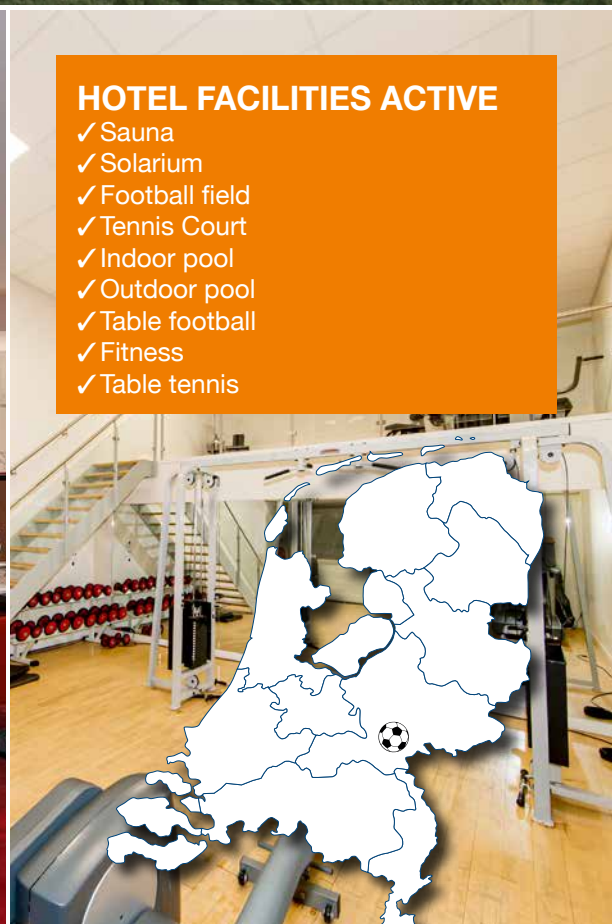 HOTEL FACILITIES ACTIVE
✓ Sauna
✓ Solarium
✓ Football field
✓ Tennis Court
✓ Indoor pool
✓ Outdoor pool
✓ Table football
✓ Fitness
✓ Table tennis